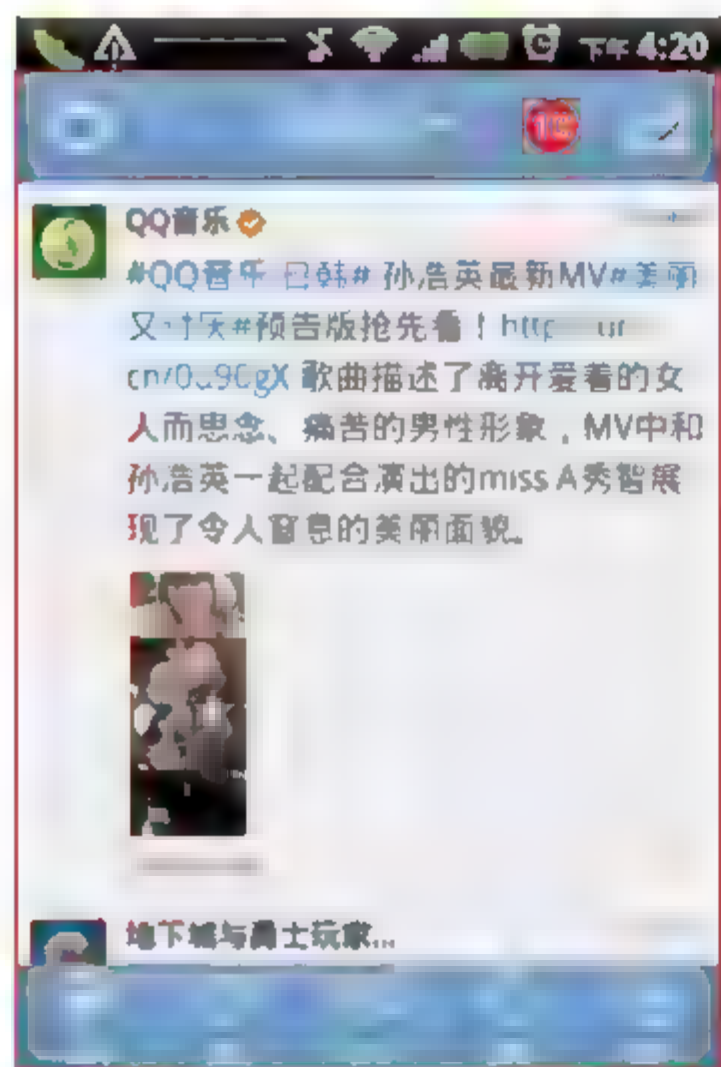 下午 4:20
QQ音乐
#QQ音乐 日韩# 孙浩英最新MV#美丽
又 #预告版抢先看! http ur
cn/ 歌曲描述了离开爱着的女
人而思念、痛苦的男性形象,MV中和
孙浩英一起配合演出的miss A秀智展
现了令人窒息的美丽面貌。
地下城与勇士玩家...